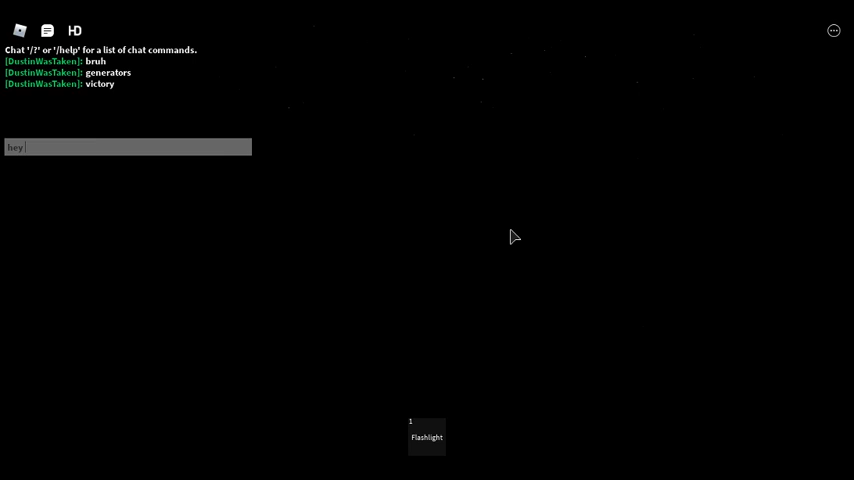 HD
Chat '/?' or '/help' for a list of chat commands.
[DustinWasTaken]: bruh
[DustinWasTaken]: generators
[DustinWasTaken]: victory
hey
1
Flashlight